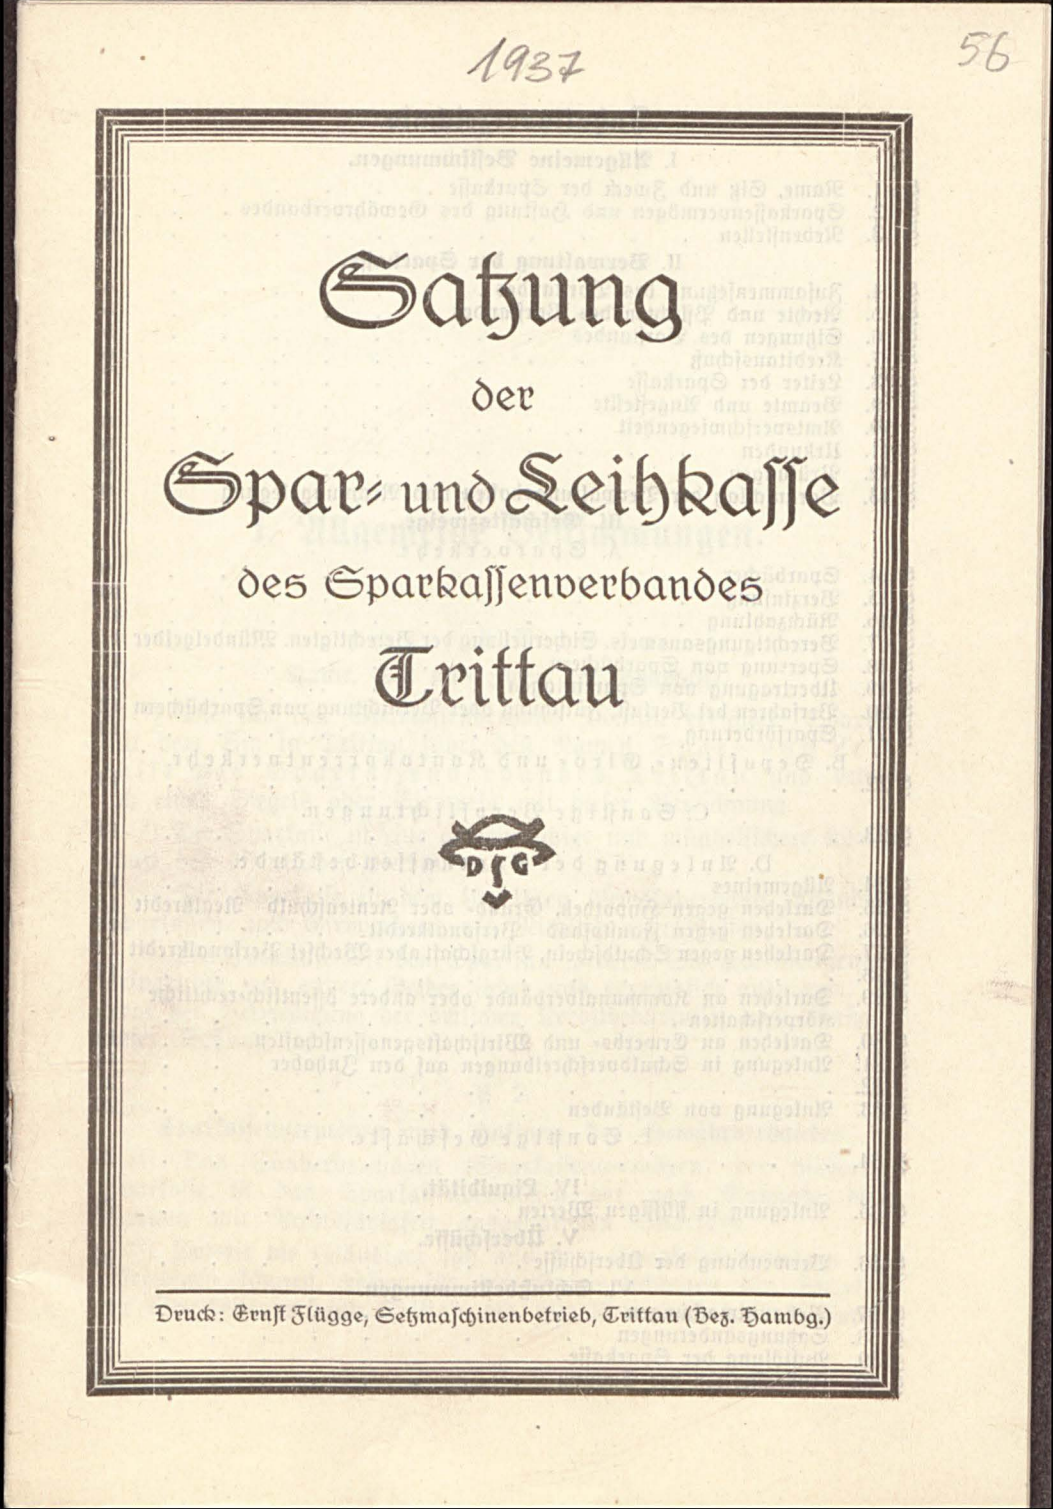 1937
56
Satzung
der
Spar- und Leihkasse
des Sparkassenverbandes
Trittau
DSG
Druck: Ernst Flügge, Setzmaschinenbetrieb, Trittau (Bez. Hambg.)